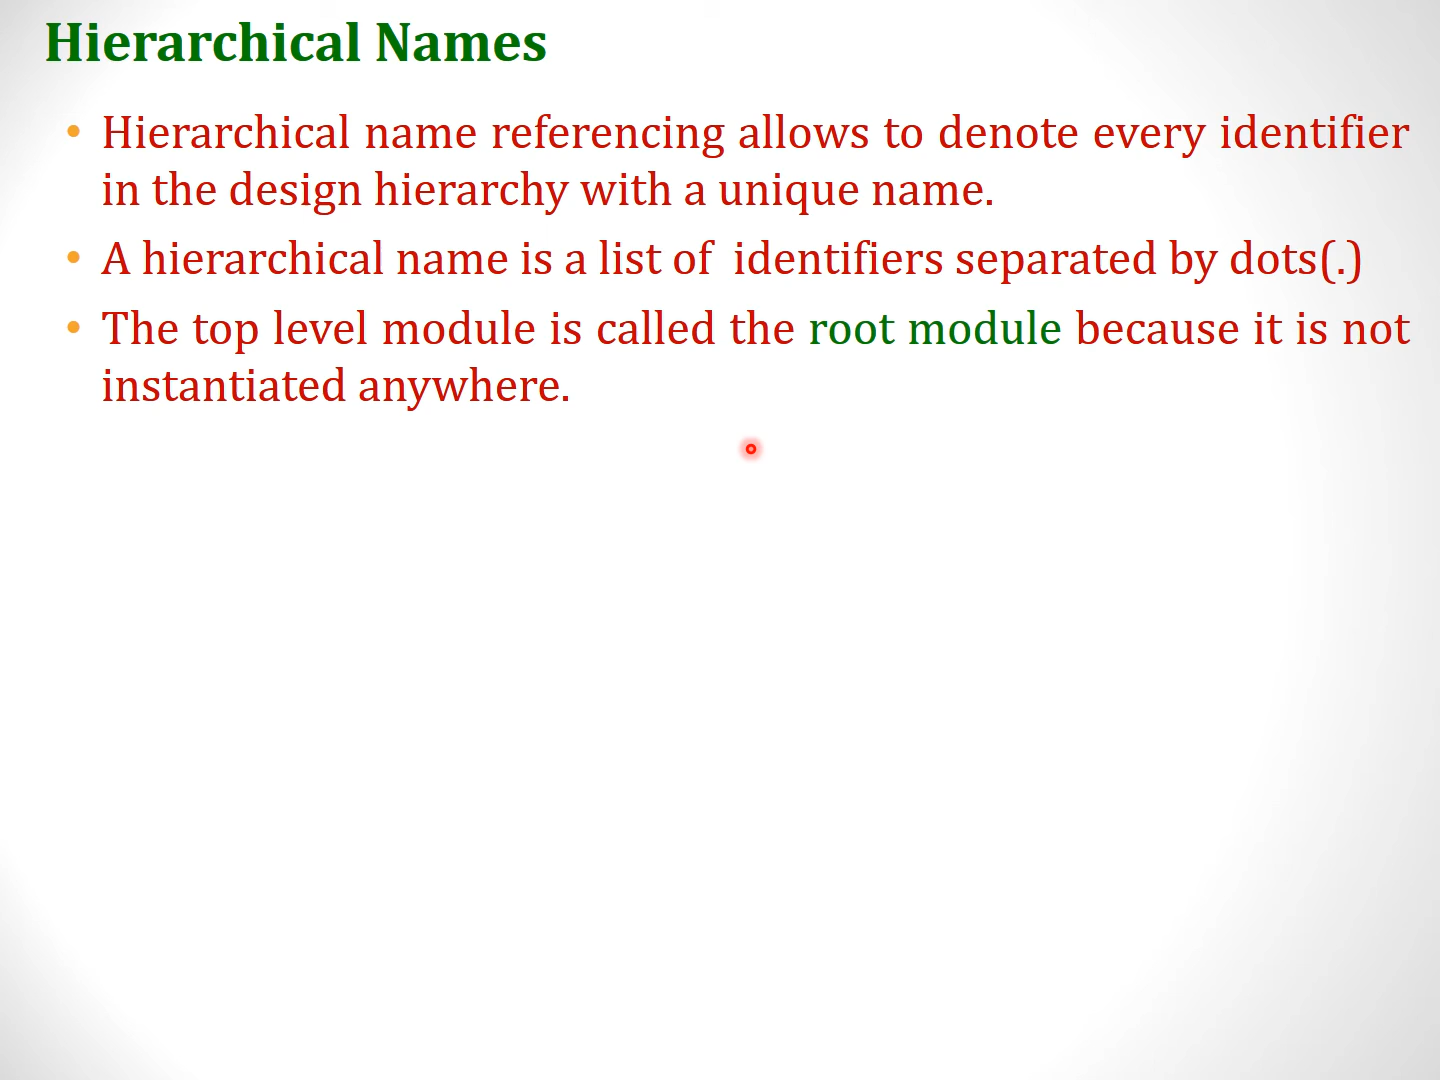 Hierarchical Names
• Hierarchical name referencing allows to denote every identifier
in the design hierarchy with a unique name.
• A hierarchical name is a list of identifiers separated by dots(.)
• The top level module is called the root module because it is not
instantiated anywhere.